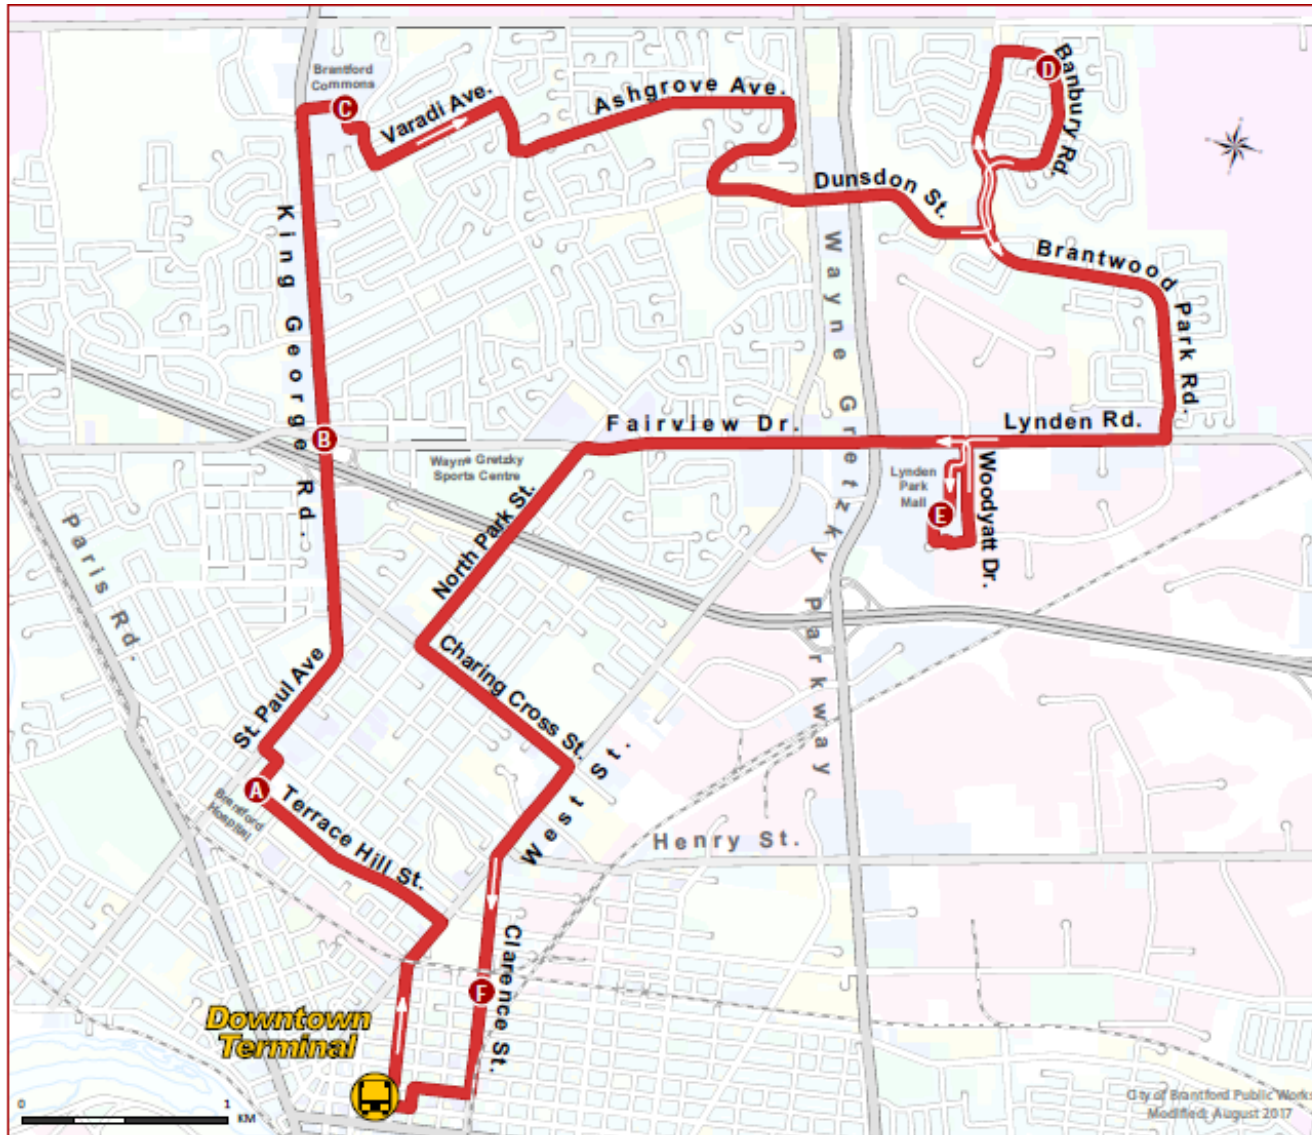 Brantford
Commons
C
Varadi Ave.
Ashgrove Ave.
D
Banbury Rd.
Dunsdon St.
Brantwood Park Rd.
King George Rd.
Wayne Gretzky Parkway
B
Fairview Dr.
Lynden Rd.
Wayne Gretzky
Sports Centre
Lynden
Park
Mall
E
Woodyatt Dr.
North Park St.
Paris Rd.
Charing Cross St.
St. Paul Ave
West St.
A
Brantford
Hospital
Terrace Hill St.
Henry St.
Clarence St.
F
Downtown
Terminal
0 1
KM
City of Brantford Public Works
Modified: August 2017